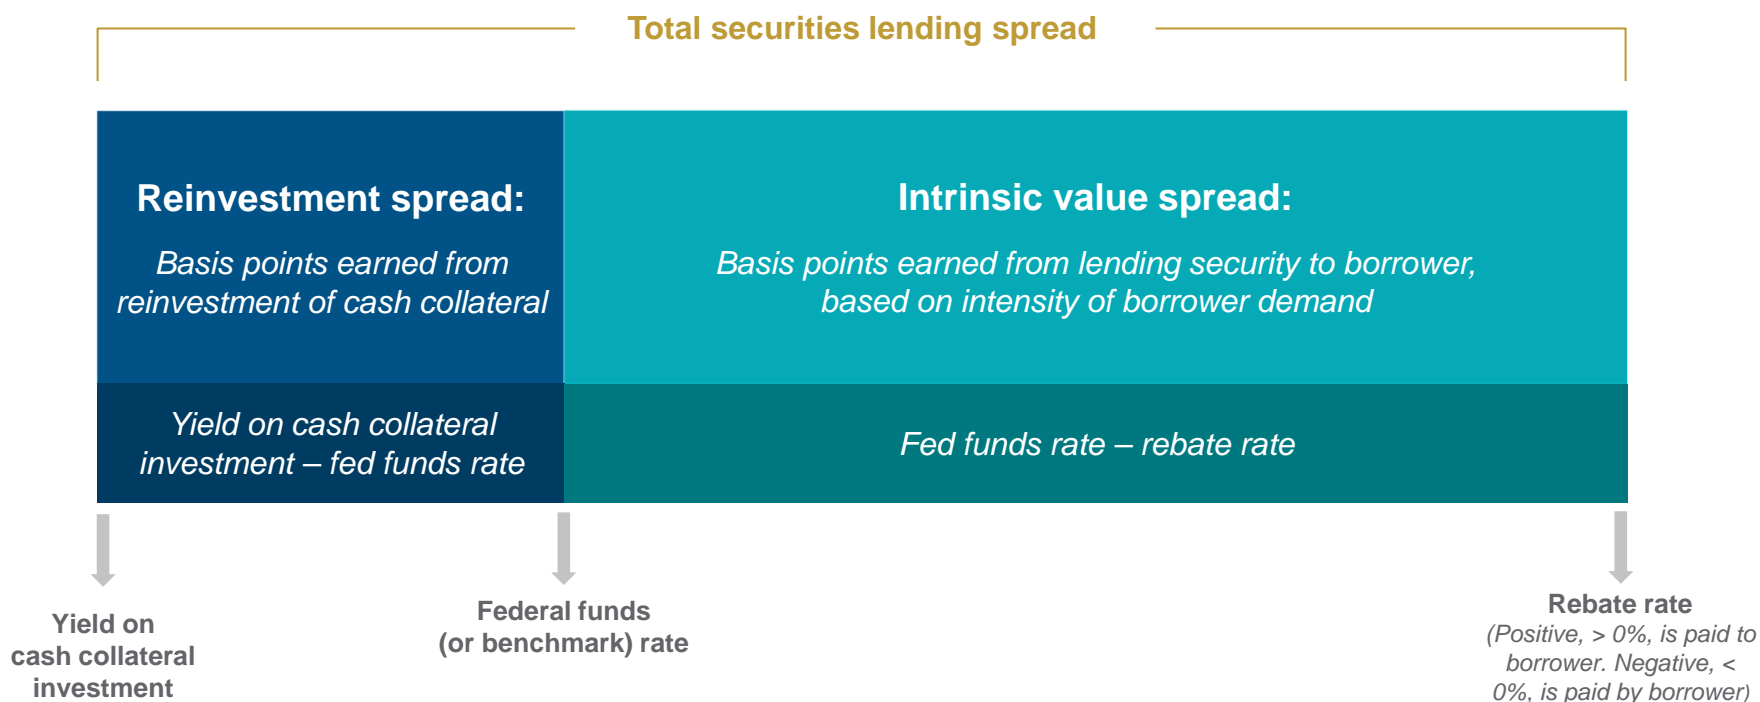 Total securities lending spread
Reinvestment spread:
Basis points earned from
reinvestment of cash collateral
Intrinsic value spread:
Basis points earned from lending security to borrower,
based on intensity of borrower demand
Yield on cash collateral
investment – fed funds rate
Fed funds rate – rebate rate
Yield on
cash collateral
investment
Federal funds
(or benchmark) rate
Rebate rate
(Positive, > 0%, is paid to
borrower. Negative, <
0%, is paid by borrower)